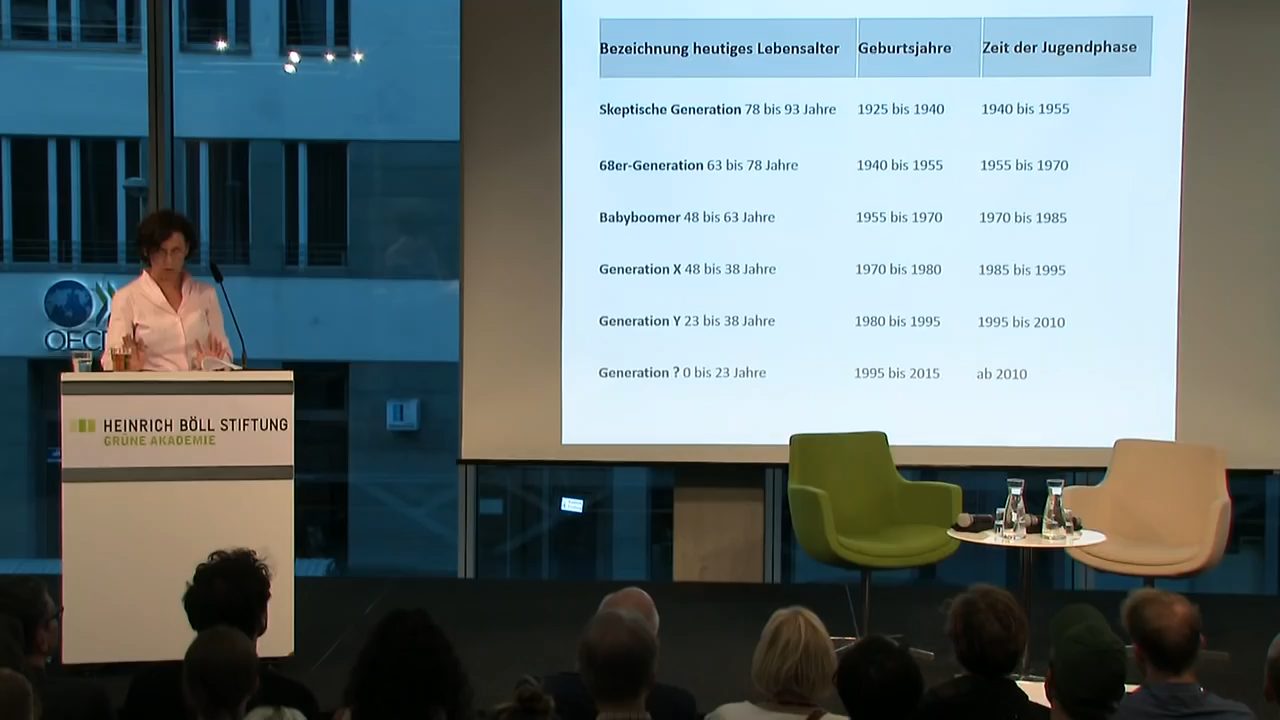 Bezeichnung heutiges Lebensalter Geburtsjahre Zeit der Jugendphase
Skeptische Generation 78 bis 93 Jahre 1925 bis 1940 1940 bis 1955
68er-Generation 63 bis 78 Jahre 1940 bis 1955 1955 bis 1970
Babyboomer 48 bis 63 Jahre 1955 bis 1970 1970 bis 1985
Generation X 48 bis 38 Jahre 1970 bis 1980 1985 bis 1995
Generation Y 23 bis 38 Jahre 1980 bis 1995 1995 bis 2010
Generation ? 0 bis 23 Jahre 1995 bis 2015 ab 2010
OECD
HEINRICH BÖLL STIFTUNG
GRÜNE AKADEMIE